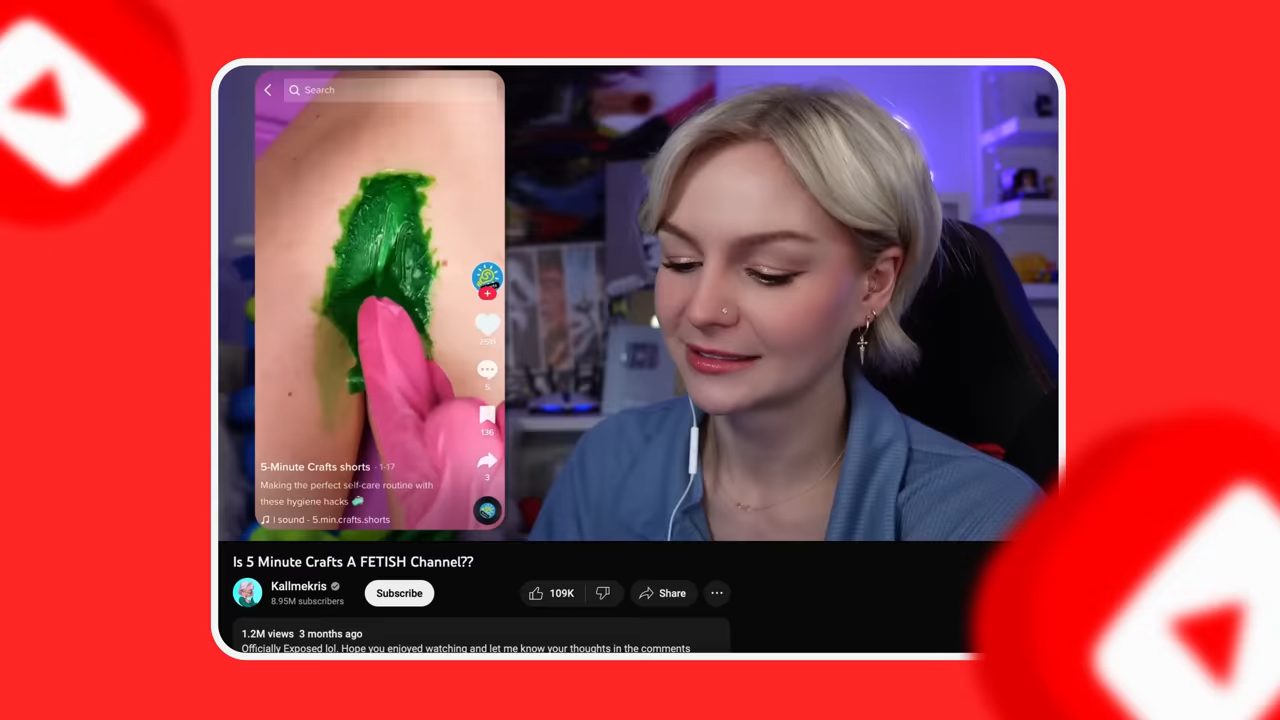 Search
2511
5
136
3
5-Minute Crafts shorts · 1-17
Making the perfect self-care routine with
these hygiene hacks 🧼
♫ I sound - 5.min.crafts.shorts
Is 5 Minute Crafts A FETISH Channel??
Kallmekris
8.95M subscribers
Subscribe
109K
Share
1.2M views 3 months ago
Officially Exposed lol. Hope you enjoyed watching and let me know your thoughts in the comments